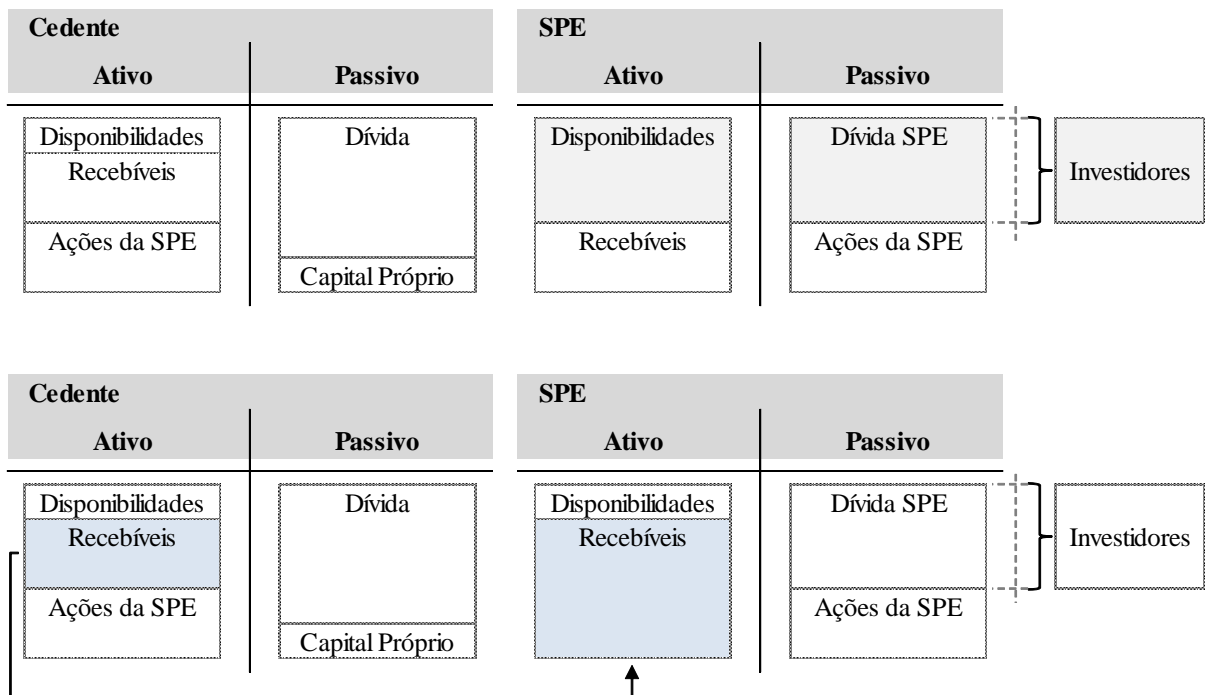 Cedente
SPE
Ativo
Passivo
Ativo
Passivo
Disponibilidades
Dívida
Disponibilidades
Dívida SPE
Recebíveis
Investidores
Ações da SPE
Recebíveis
Ações da SPE
Capital Próprio
Cedente
SPE
Ativo
Passivo
Ativo
Passivo
Disponibilidades
Dívida
Disponibilidades
Dívida SPE
Recebíveis
Recebíveis
Investidores
Ações da SPE
Ações da SPE
Capital Próprio